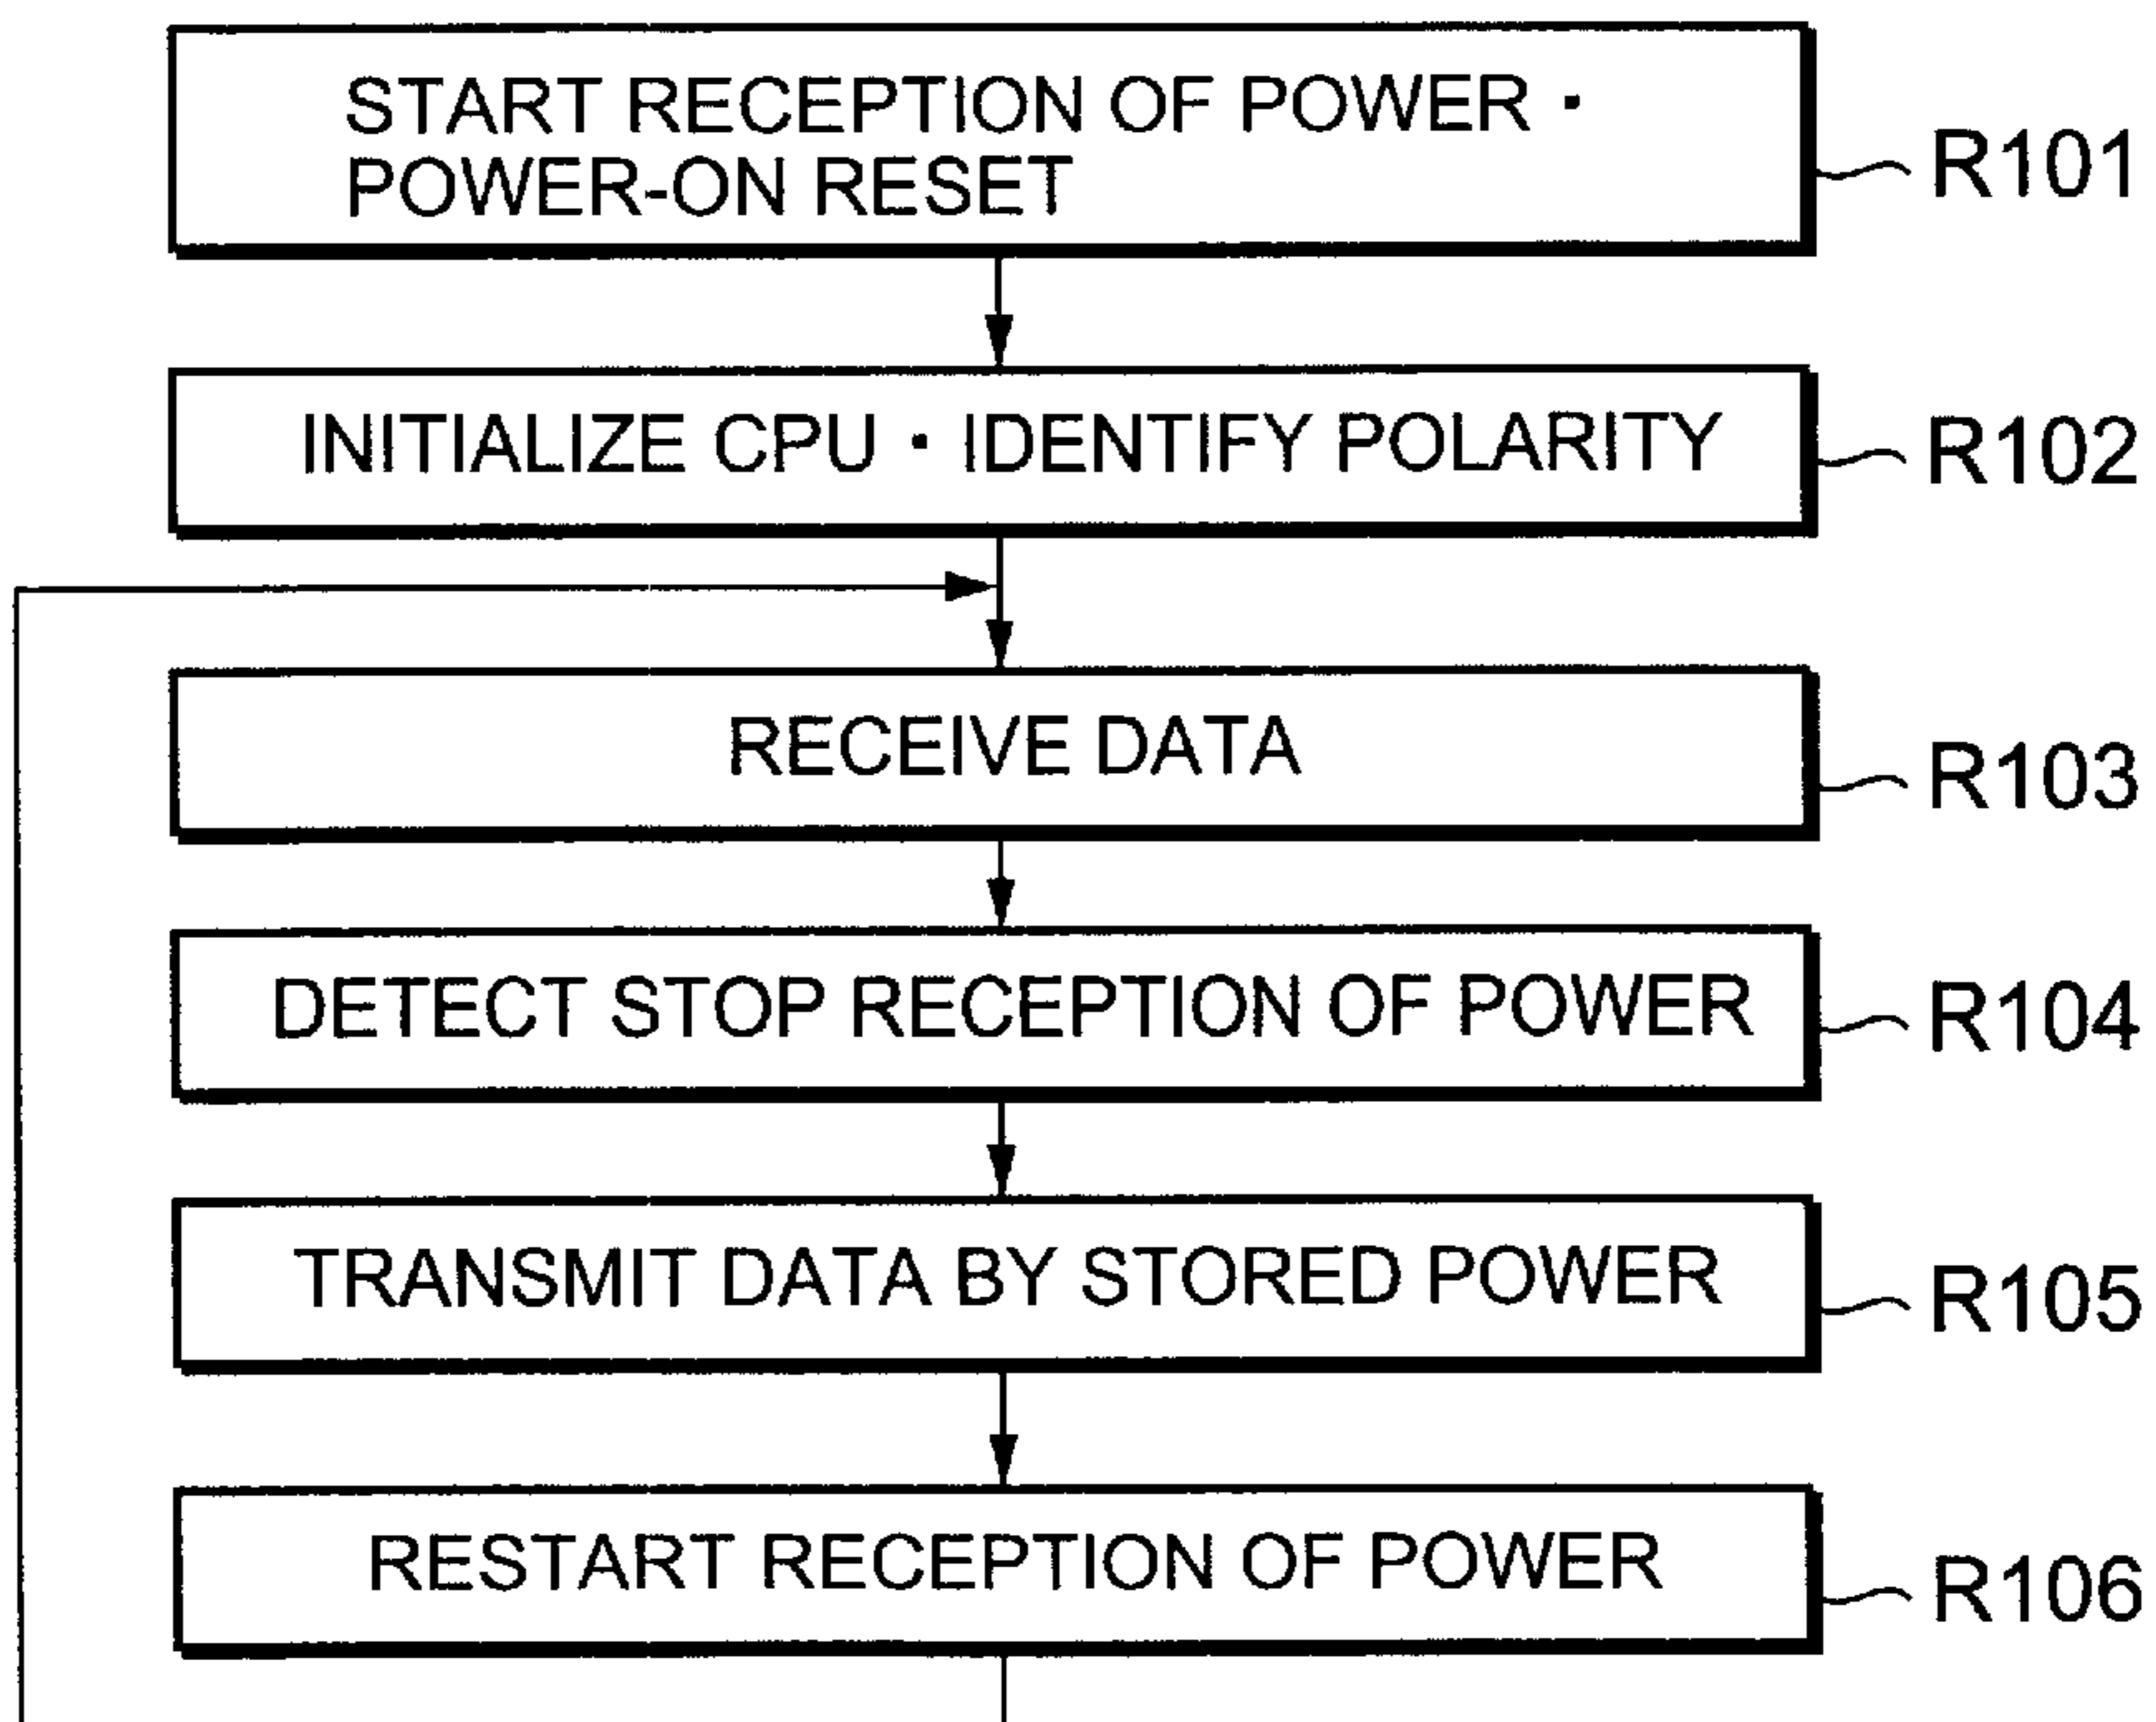 START RECEPTION OF POWER・
POWER-ON RESET
R101
INITIALIZE CPU・IDENTIFY POLARITY
R102
RECEIVE DATA
R103
DETECT STOP RECEPTION OF POWER
R104
TRANSMIT DATA BY STORED POWER
R105
RESTART RECEPTION OF POWER
R106